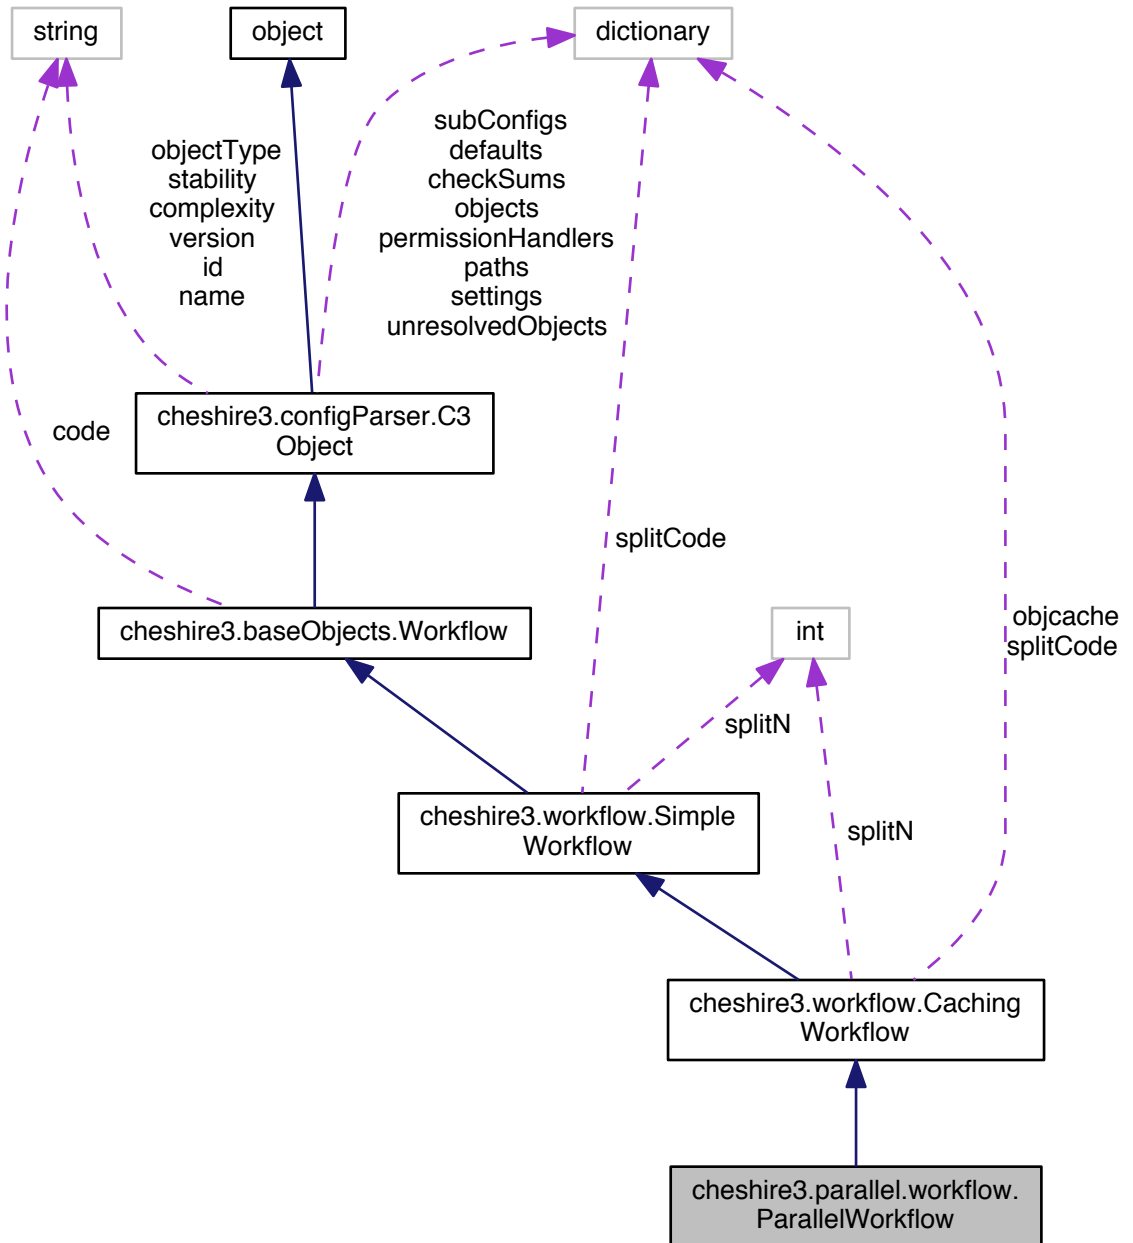 string
object
dictionary
objectType
stability
complexity
version
id
name
subConfigs
defaults
checkSums
objects
permissionHandlers
paths
settings
unresolvedObjects
cheshire3.configParser.C3
Object
code
splitCode
cheshire3.baseObjects.Workflow
int
objcache
splitCode
splitN
cheshire3.workflow.Simple
Workflow
splitN
cheshire3.workflow.Caching
Workflow
cheshire3.parallel.workflow.
ParallelWorkflow